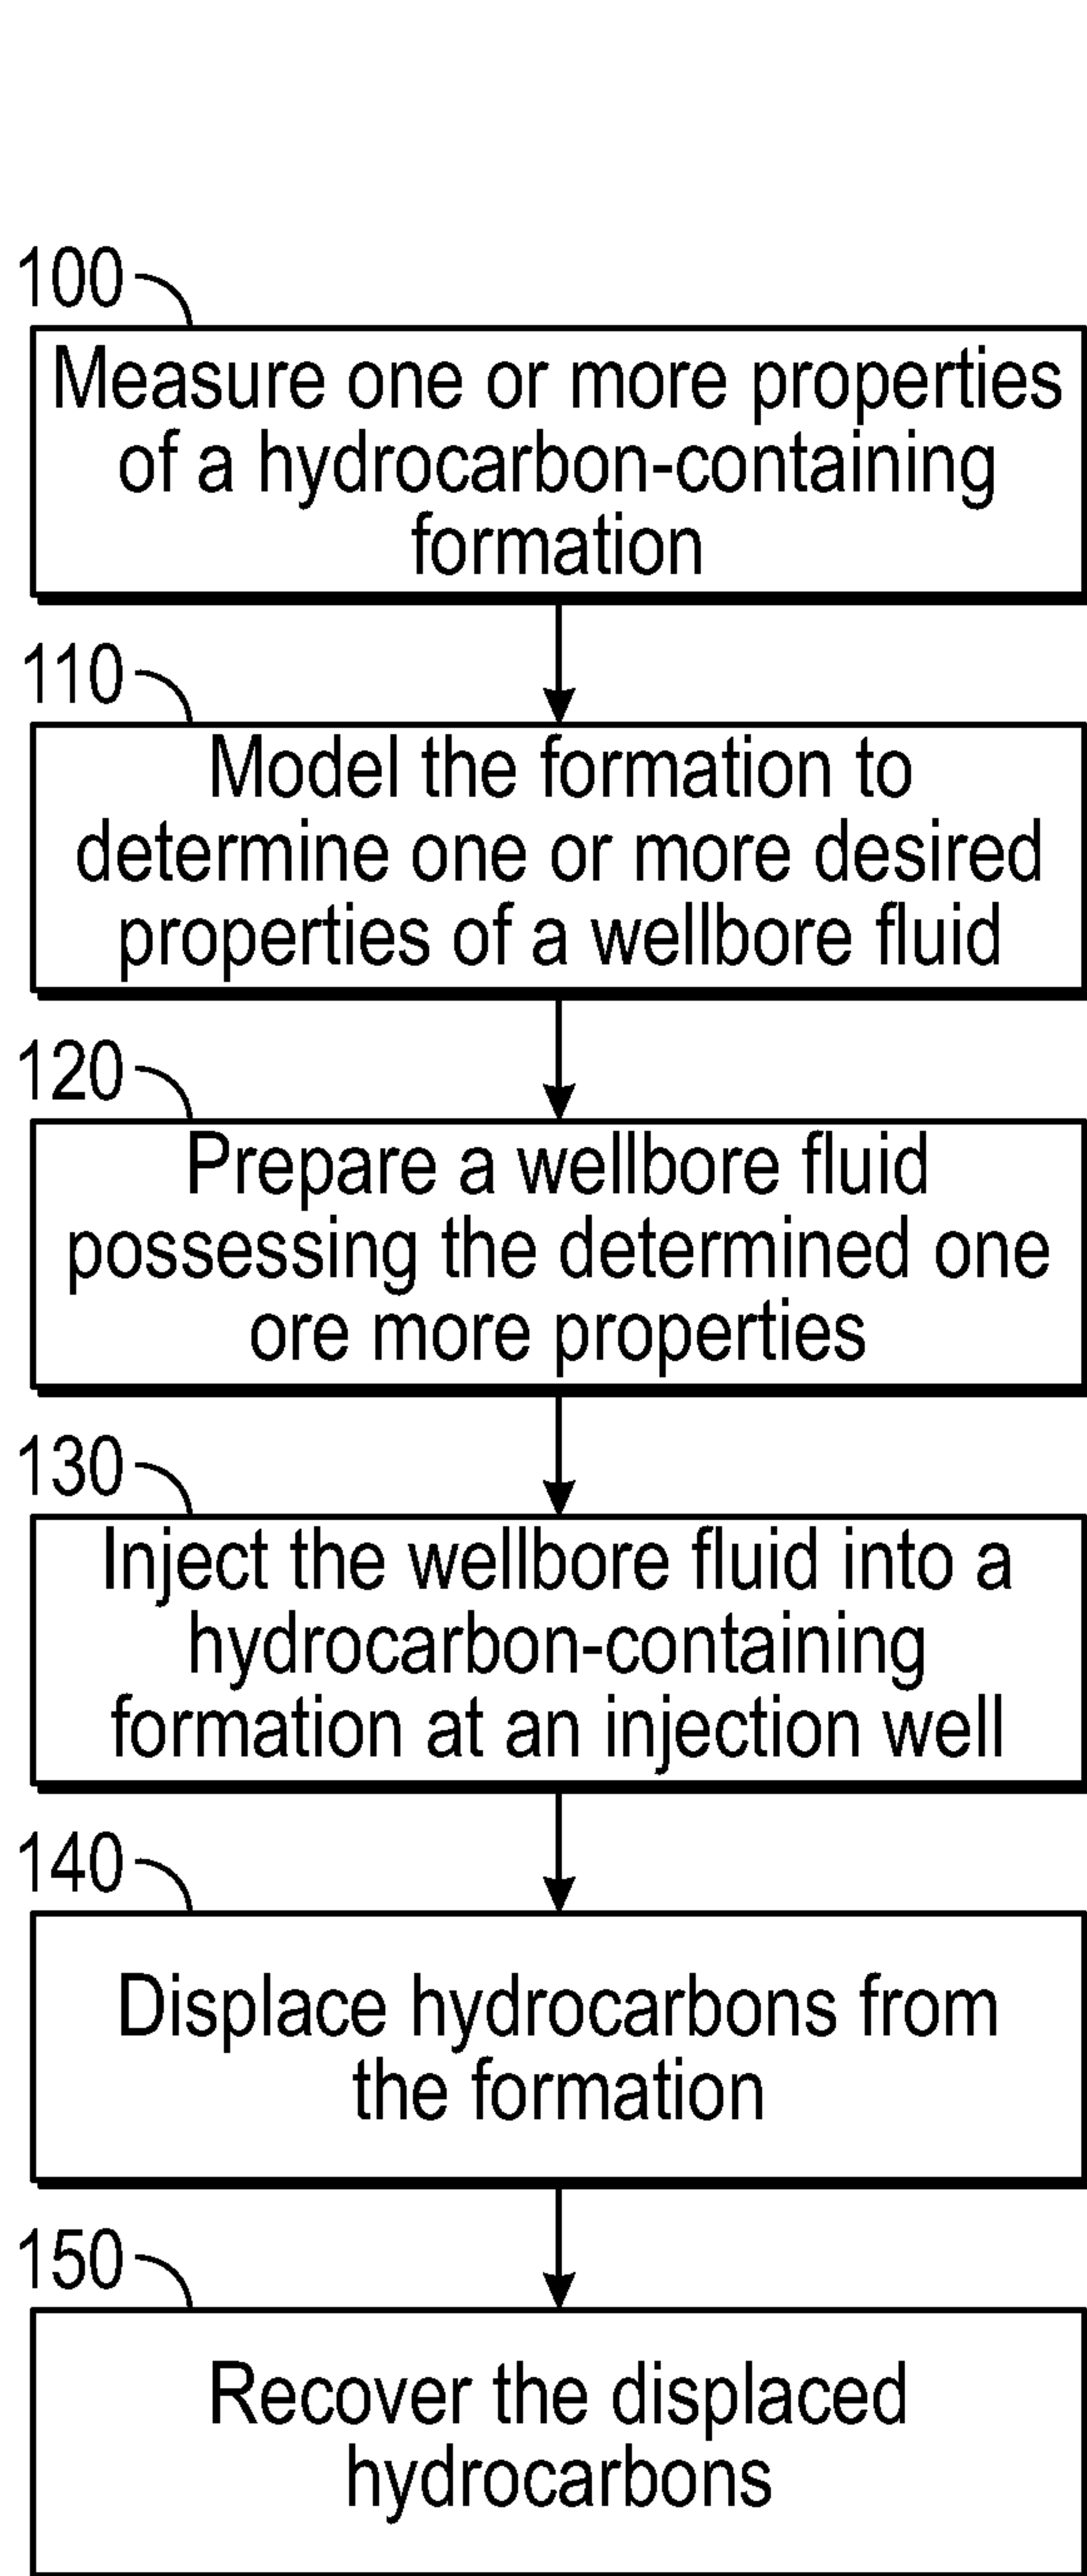 100
Measure one or more properties
of a hydrocarbon-containing
formation
110
Model the formation to
determine one or more desired
properties of a wellbore fluid
120
Prepare a wellbore fluid
possessing the determined one
ore more properties
130
Inject the wellbore fluid into a
hydrocarbon-containing
formation at an injection well
140
Displace hydrocarbons from
the formation
150
Recover the displaced
hydrocarbons